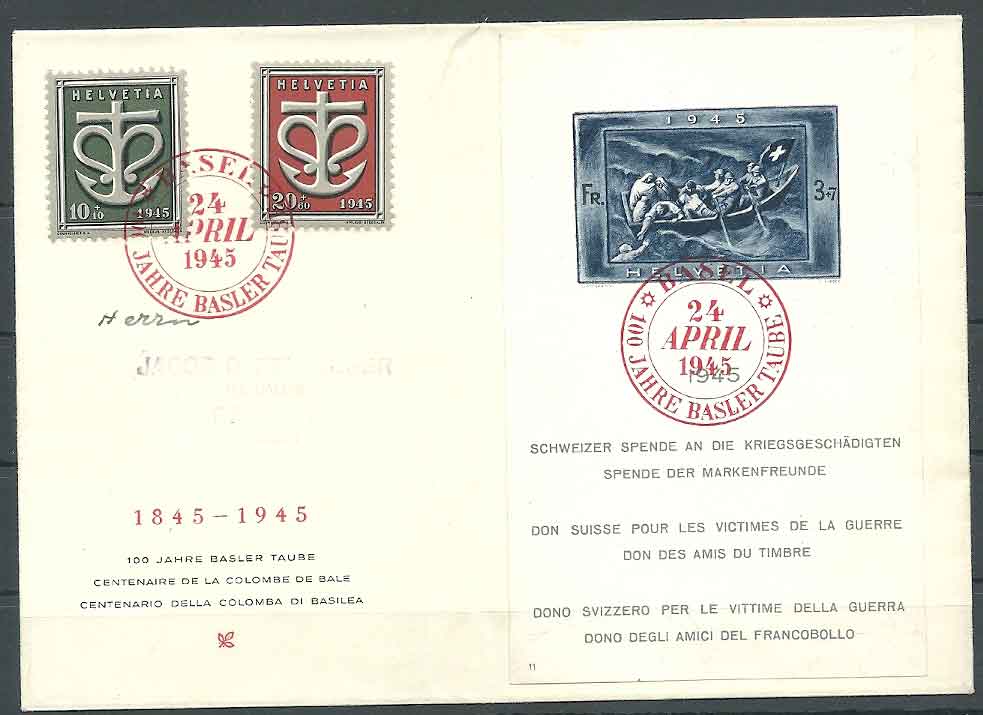 HELVETIA
10+10 1945
HELVETIA
20+60 1945
BASEL
24
APRIL
1945
JAHRE BASLER TAUBE
Herrn
1845–1945
100 JAHRE BASLER TAUBE
CENTENAIRE DE LA COLOMBE DE BALE
CENTENARIO DELLA COLOMBA DI BASILEA
1945
FR. 3+7
HELVETIA
BASEL
24
APRIL
1945
100 JAHRE BASLER TAUBE
1945
SCHWEIZER SPENDE AN DIE KRIEGSGESCHÄDIGTEN
SPENDE DER MARKENFREUNDE
DON SUISSE POUR LES VICTIMES DE LA GUERRE
DON DES AMIS DU TIMBRE
DONO SVIZZERO PER LE VITTIME DELLA GUERRA
DONO DEGLI AMICI DEL FRANCOBOLLO
11